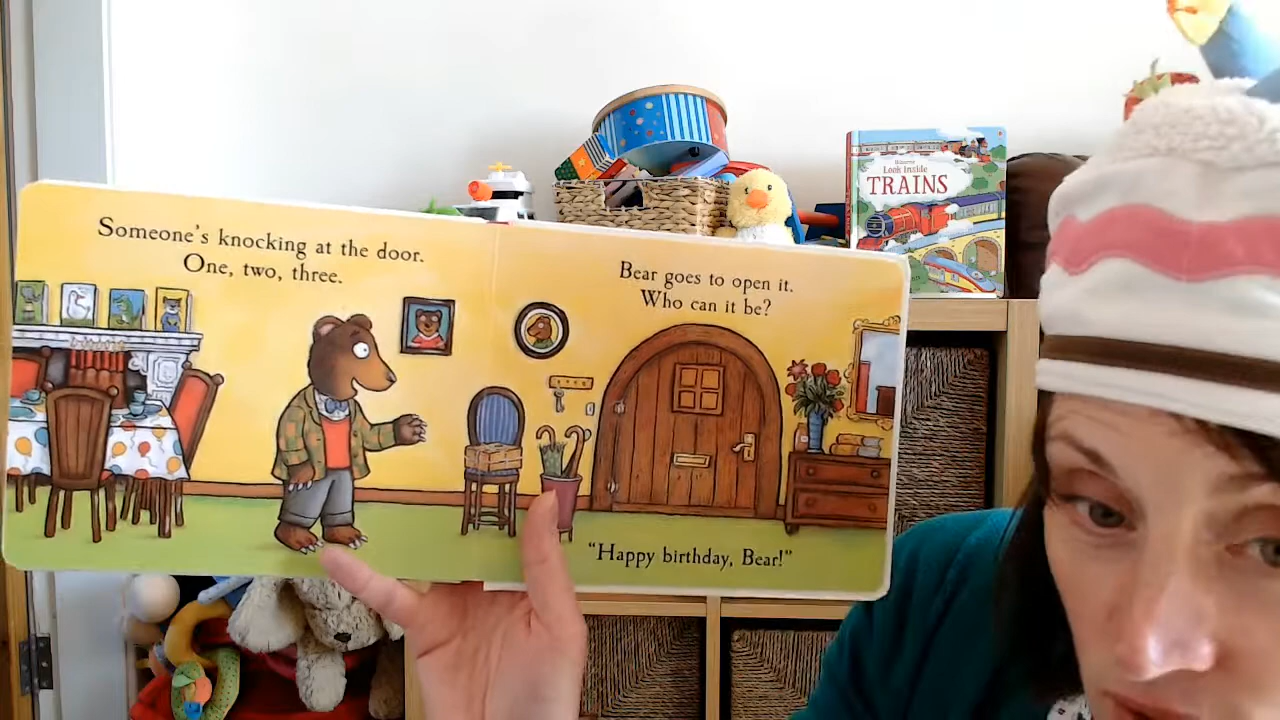 Someone's knocking at the door.
One, two, three.
Bear goes to open it.
Who can it be?
"Happy birthday, Bear!"
Usborne
Look Inside
TRAINS